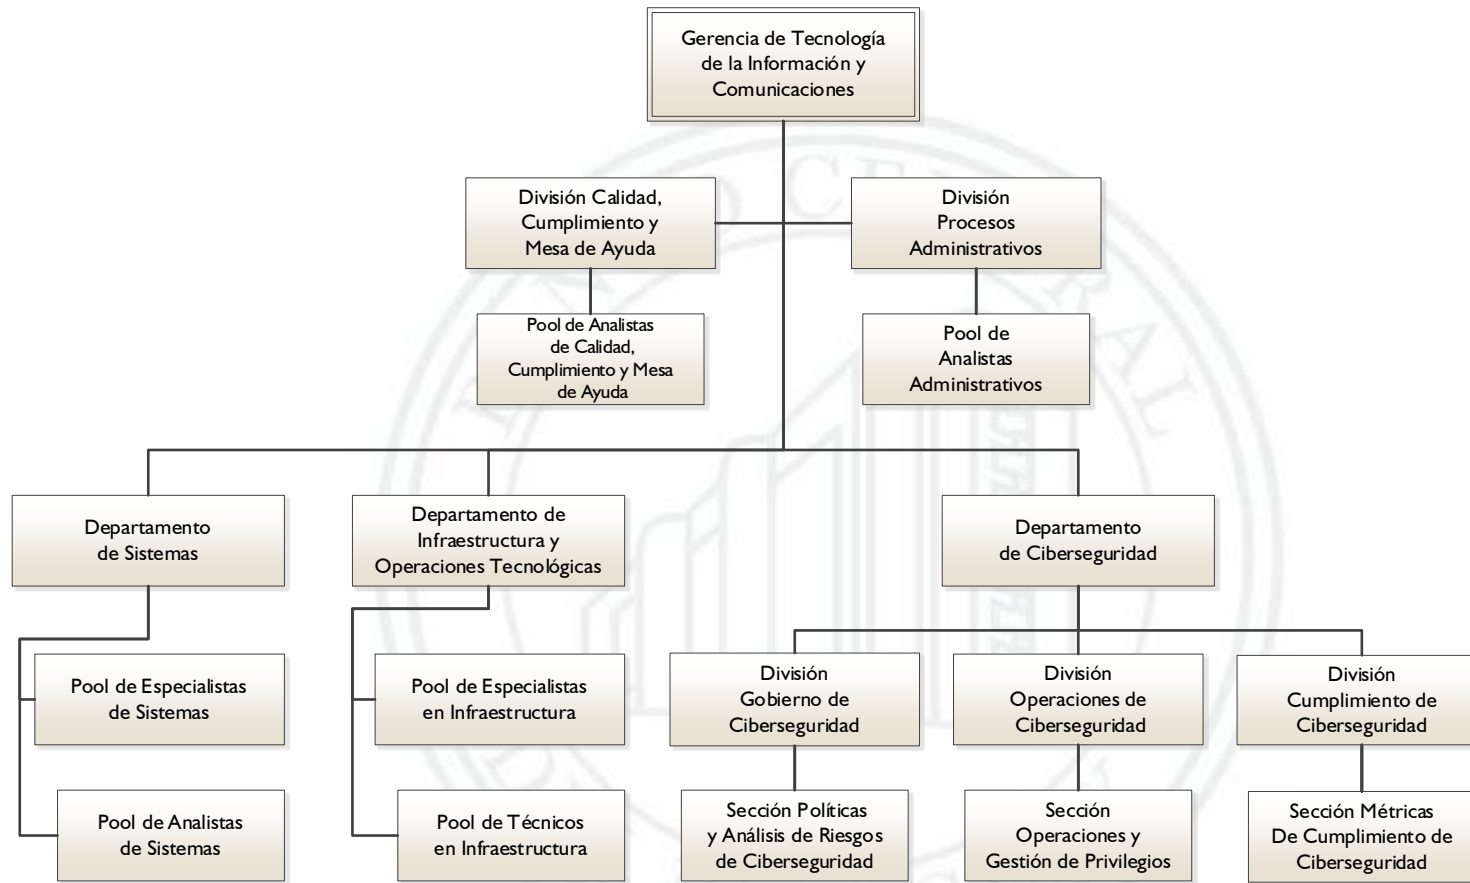 Gerencia de Tecnología
de la Información y
Comunicaciones
División Calidad,
Cumplimiento y
Mesa de Ayuda
División
Procesos
Administrativos
Pool de Analistas
de Calidad,
Cumplimiento y Mesa
de Ayuda
Pool de
Analistas
Administrativos
Departamento
de Sistemas
Departamento de
Infraestructura y
Operaciones Tecnológicas
Departamento
de Ciberseguridad
Pool de Especialistas
de Sistemas
Pool de Especialistas
en Infraestructura
División
Gobierno de
Ciberseguridad
División
Operaciones de
Ciberseguridad
División
Cumplimiento de
Ciberseguridad
Pool de Analistas
de Sistemas
Pool de Técnicos
en Infraestructura
Sección Políticas
y Análisis de Riesgos
de Ciberseguridad
Sección
Operaciones y
Gestión de Privilegios
Sección Métricas
De Cumplimiento de
Ciberseguridad